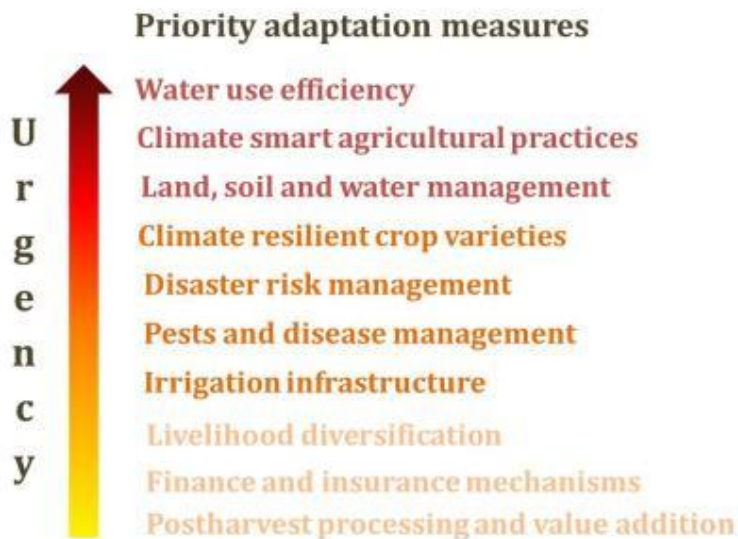 Priority adaptation measures
Urgency
Water use efficiency
Climate smart agricultural practices
Land, soil and water management
Climate resilient crop varieties
Disaster risk management
Pests and disease management
Irrigation infrastructure
Livelihood diversification
Finance and insurance mechanisms
Postharvest processing and value addition